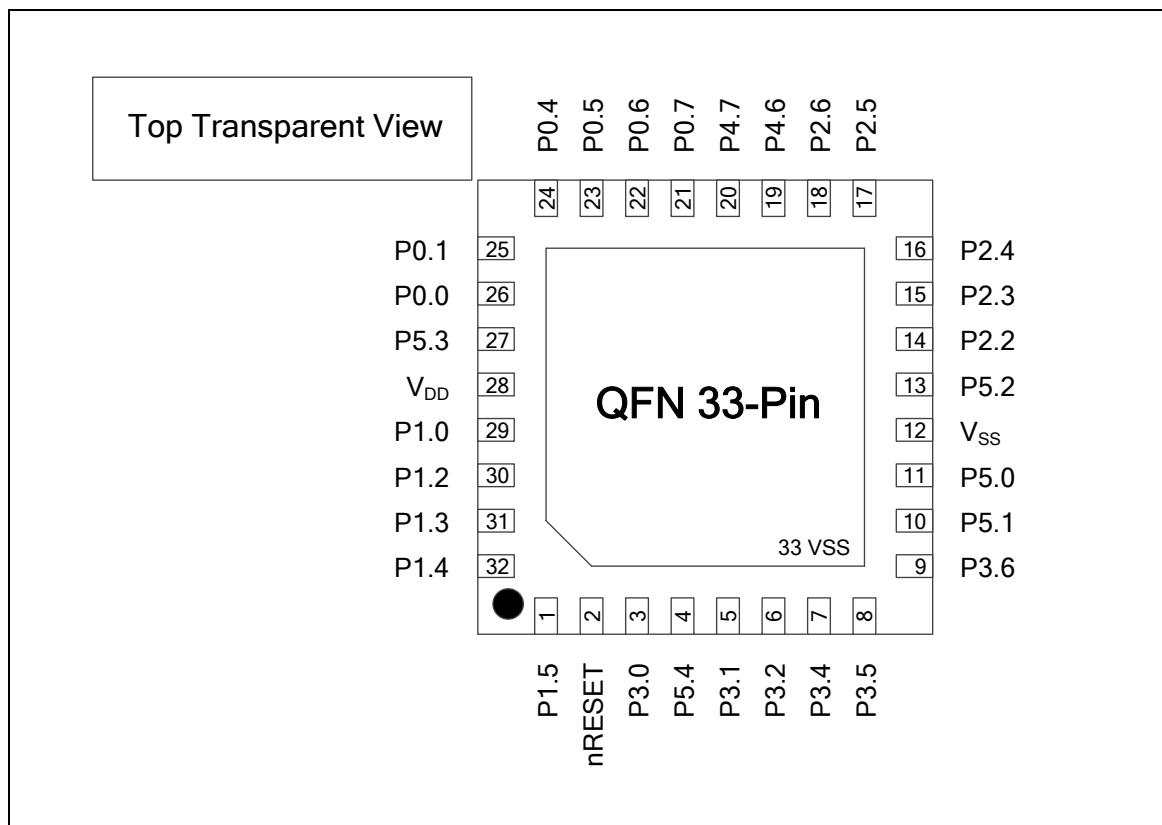 Top Transparent View
P0.4
P0.5
P0.6
P0.7
P4.7
P4.6
P2.6
P2.5
24
23
22
21
20
19
18
17
P0.1 25
P0.0 26
P5.3 27
VDD 28
P1.0 29
P1.2 30
P1.3 31
P1.4 32
QFN 33-Pin
33 VSS
16 P2.4
15 P2.3
14 P2.2
13 P5.2
12 VSS
11 P5.0
10 P5.1
9 P3.6
1
2
3
4
5
6
7
8
P1.5
nRESET
P3.0
P5.4
P3.1
P3.2
P3.4
P3.5